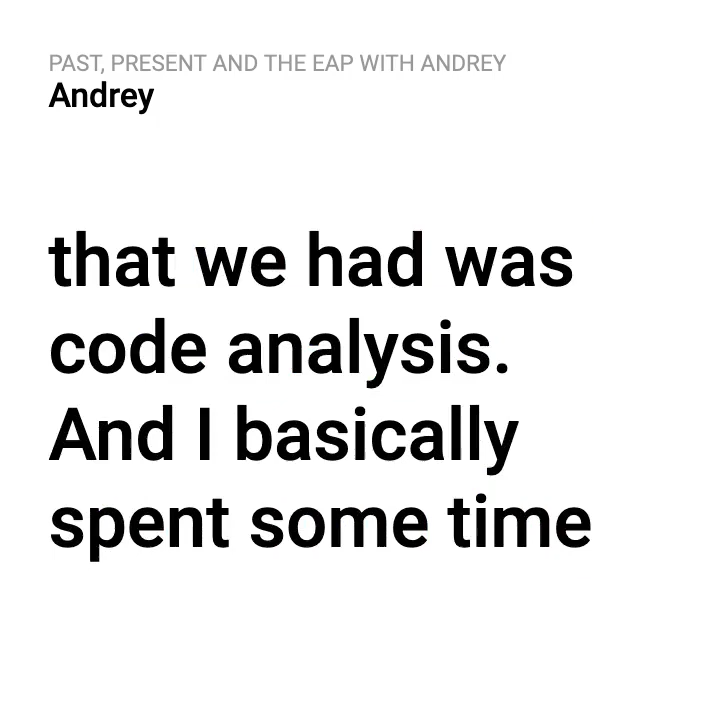 PAST, PRESENT AND THE EAP WITH ANDREY
Andrey
that we had was
code analysis.
And I basically
spent some time